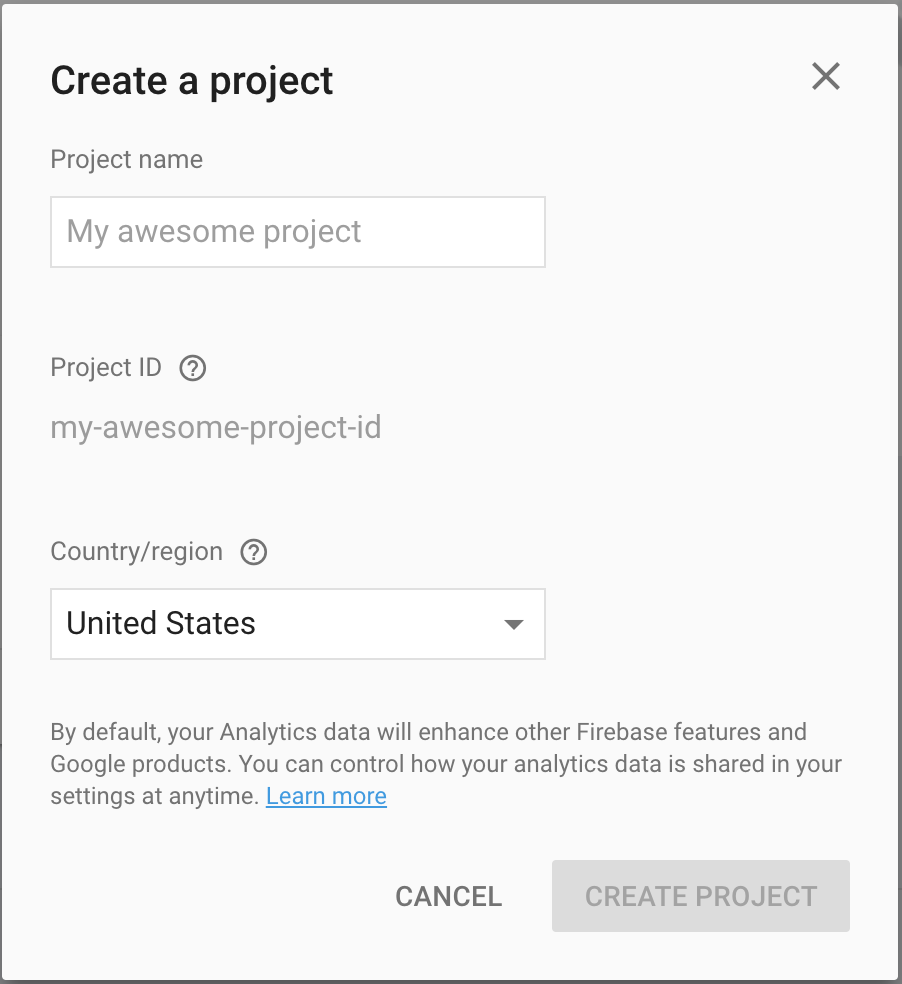 Create a project
Project name
My awesome project
Project ID
my-awesome-project-id
Country/region
United States
By default, your Analytics data will enhance other Firebase features and
Google products. You can control how your analytics data is shared in your
settings at anytime. Learn more
CANCEL
CREATE PROJECT